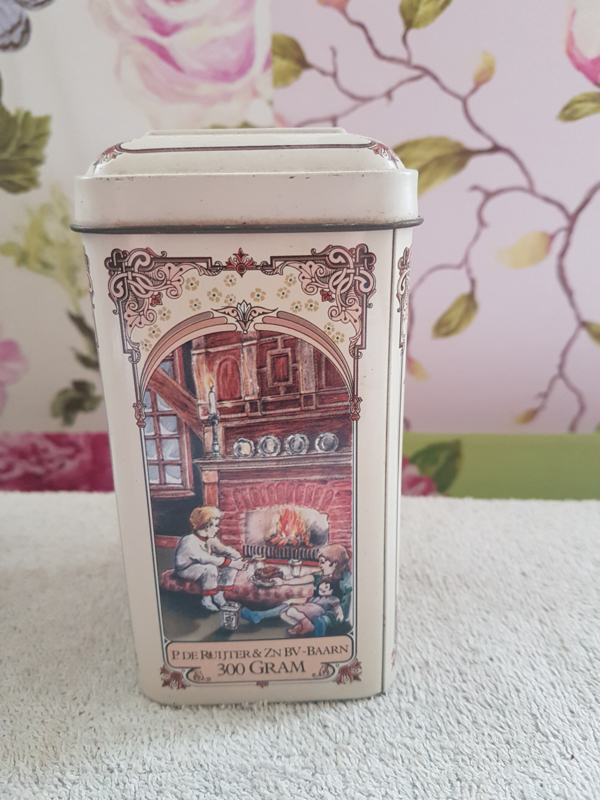 P. DE RUIJTER & ZN BV-BAARN
300 GRAM